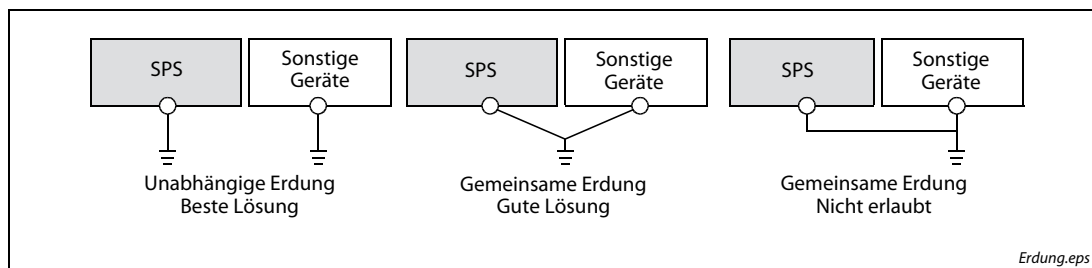 SPS
Sonstige
Geräte
Unabhängige Erdung
Beste Lösung
SPS
Sonstige
Geräte
Gemeinsame Erdung
Gute Lösung
SPS
Sonstige
Geräte
Gemeinsame Erdung
Nicht erlaubt
Erdung.eps